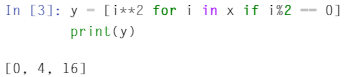 In [3]: y = [i**2 for i in x if i%2 == 0]
print(y)
[0, 4, 16]